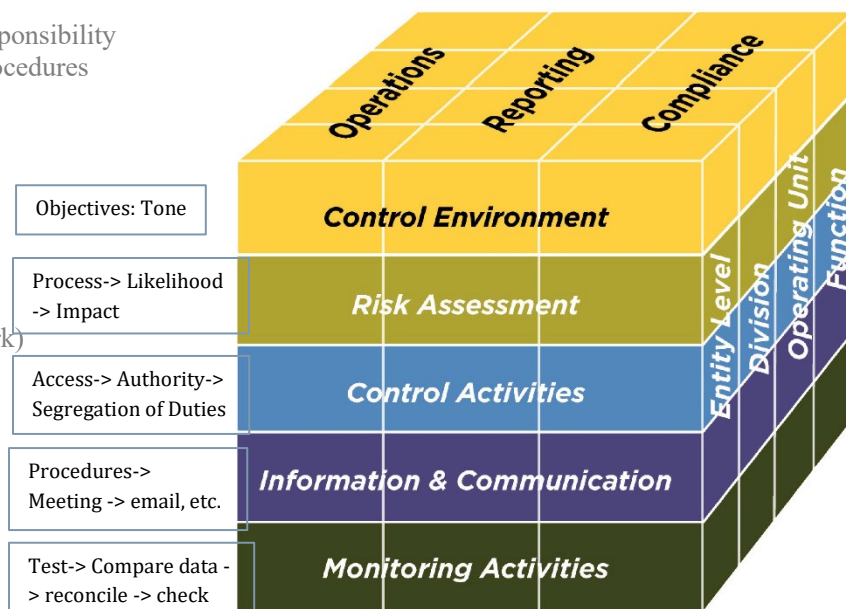 ponsibility
ocedures
Operations
Reporting
Compliance
Objectives: Tone
Control Environment
Process-> Likelihood
-> Impact
Risk Assessment
k)
Access-> Authority->
Segregation of Duties
Control Activities
Procedures->
Meeting -> email, etc.
Information & Communication
Test-> Compare data -
> reconcile -> check
Monitoring Activities
Entity Level
Division
Operating Unit
Function